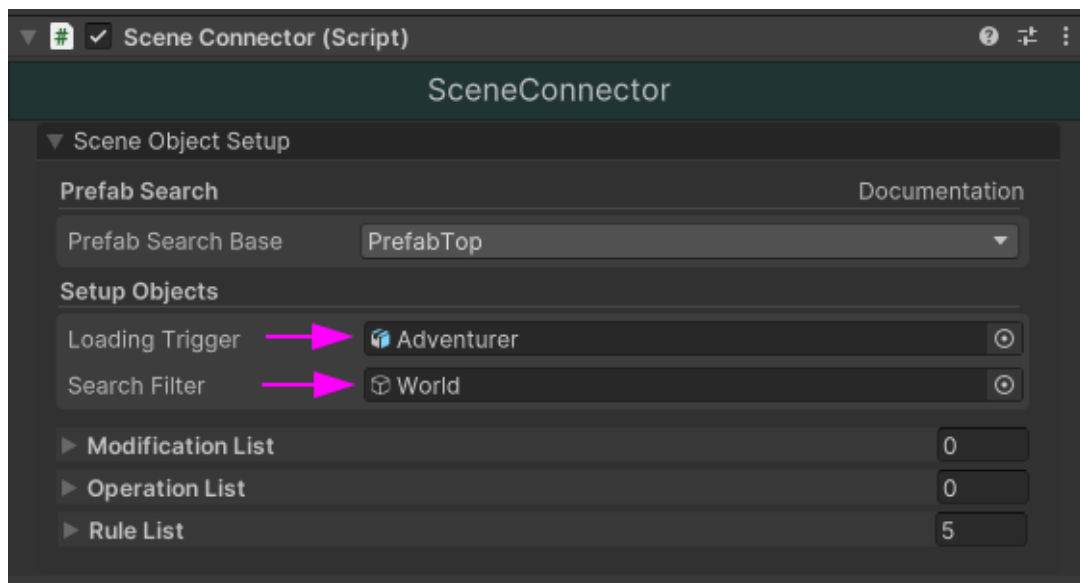 # Scene Connector (Script)
SceneConnector
Scene Object Setup
Prefab Search Documentation
Prefab Search Base PrefabTop
Setup Objects
Loading Trigger Adventurer
Search Filter World
Modification List 0
Operation List 0
Rule List 5